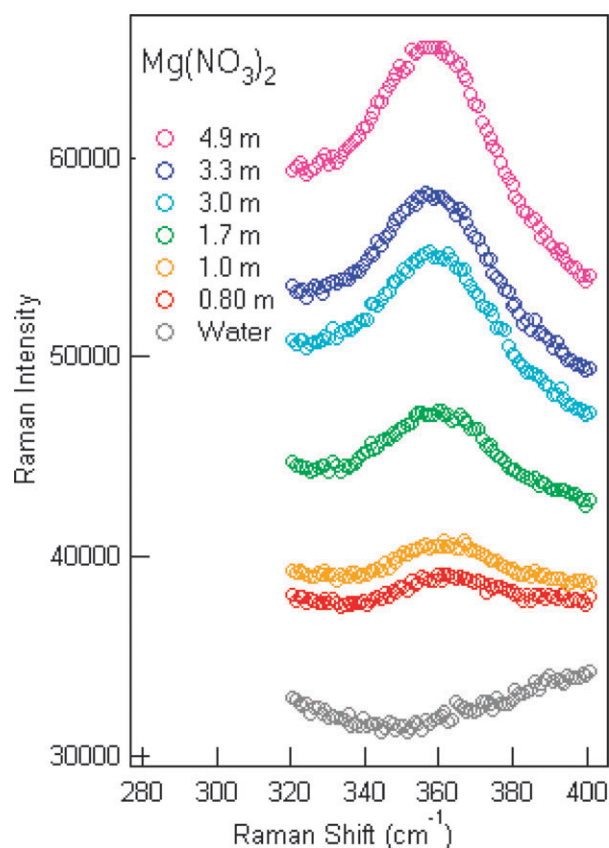 Mg(NO3)2
4.9 m
3.3 m
3.0 m
1.7 m
1.0 m
0.80 m
Water
60000
50000
40000
30000
Raman Intensity
280 300 320 340 360 380 400
Raman Shift (cm-1)